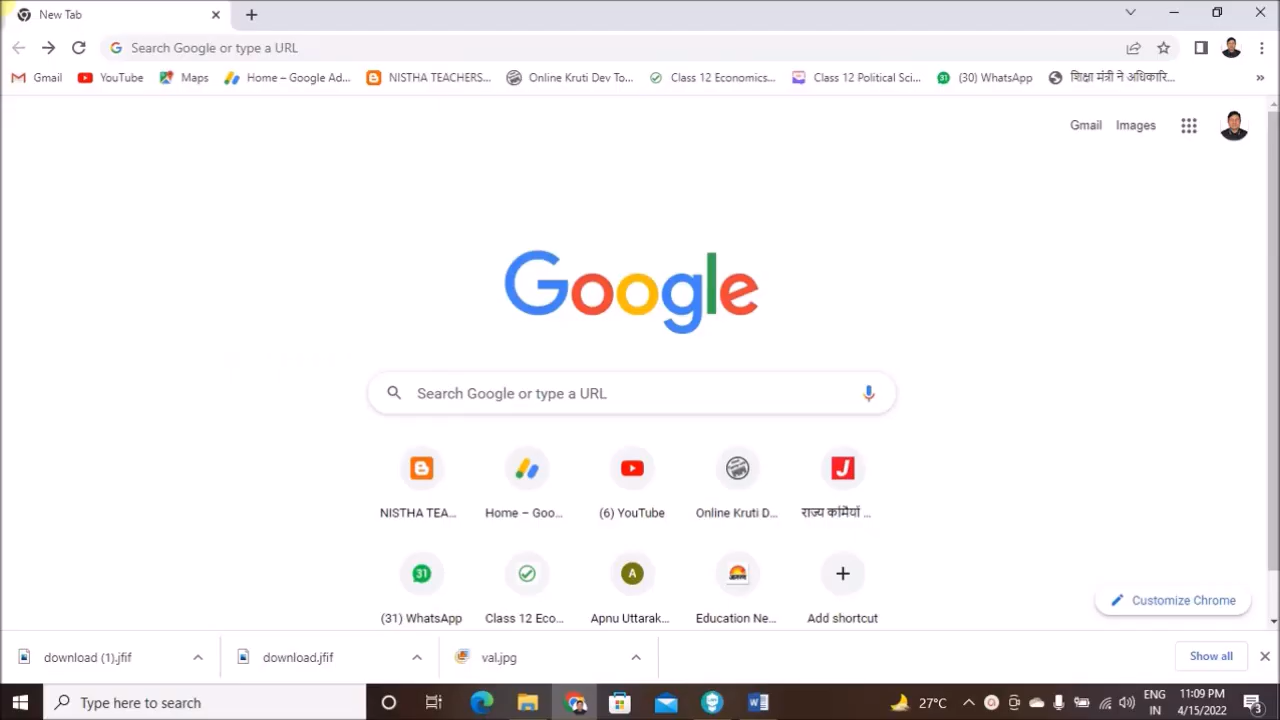 New Tab
Search Google or type a URL
Gmail YouTube Maps Home – Google Ad... NISTHA TEACHERS... Online Kruti Dev To... Class 12 Economics... Class 12 Political Sci... (30) WhatsApp शिक्षा मंत्री ने अधिकारि... »
Gmail Images
Google
Search Google or type a URL
NISTHA TEA... Home – Goo... (6) YouTube Online Kruti D... राज्य कर्मियों ...
31 A
(31) WhatsApp Class 12 Eco... Apnu Uttarak... Education Ne... Add shortcut
Customize Chrome
download (1).jfif download.jfif val.jpg Show all
Type here to search 27°C ENG 11:09 PM
IN 4/15/2022 3